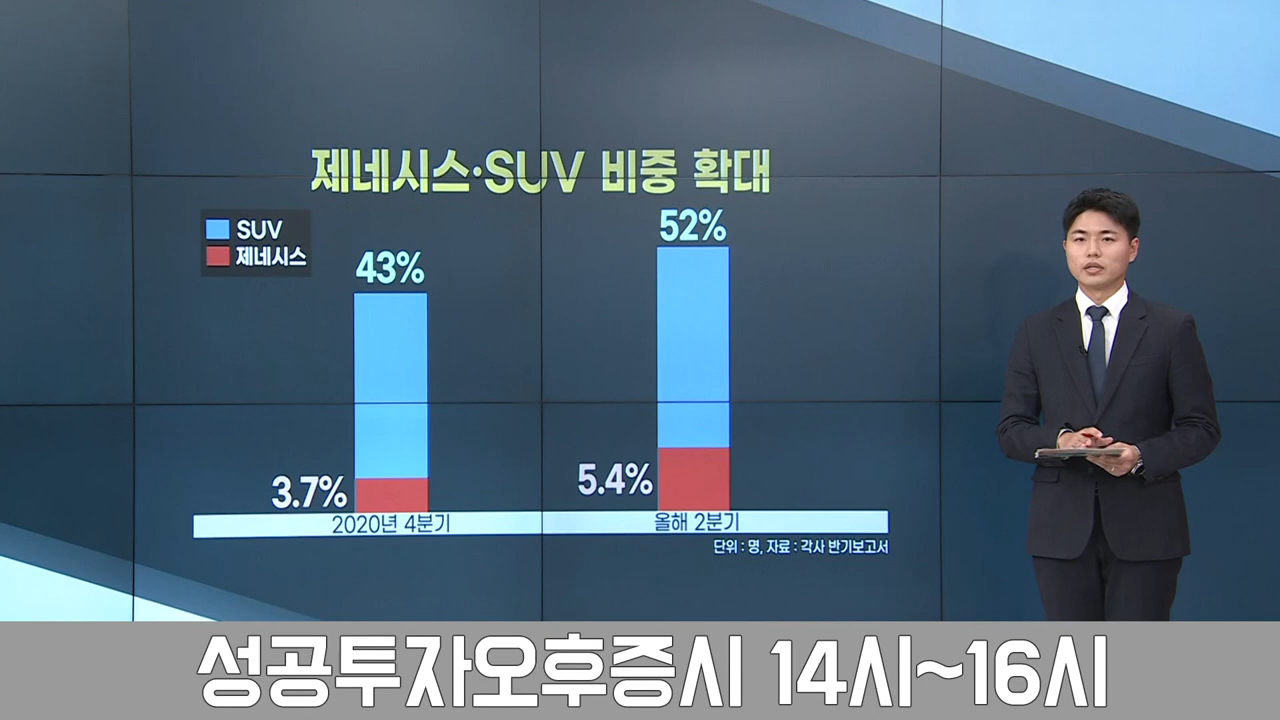 제네시스·SUV 비중 확대
SUV
제네시스
43%
52%
3.7%
5.4%
2020년 4분기
올해 2분기
단위 : 명, 자료 : 각사 반기보고서
성공투자오후증시 14시~16시